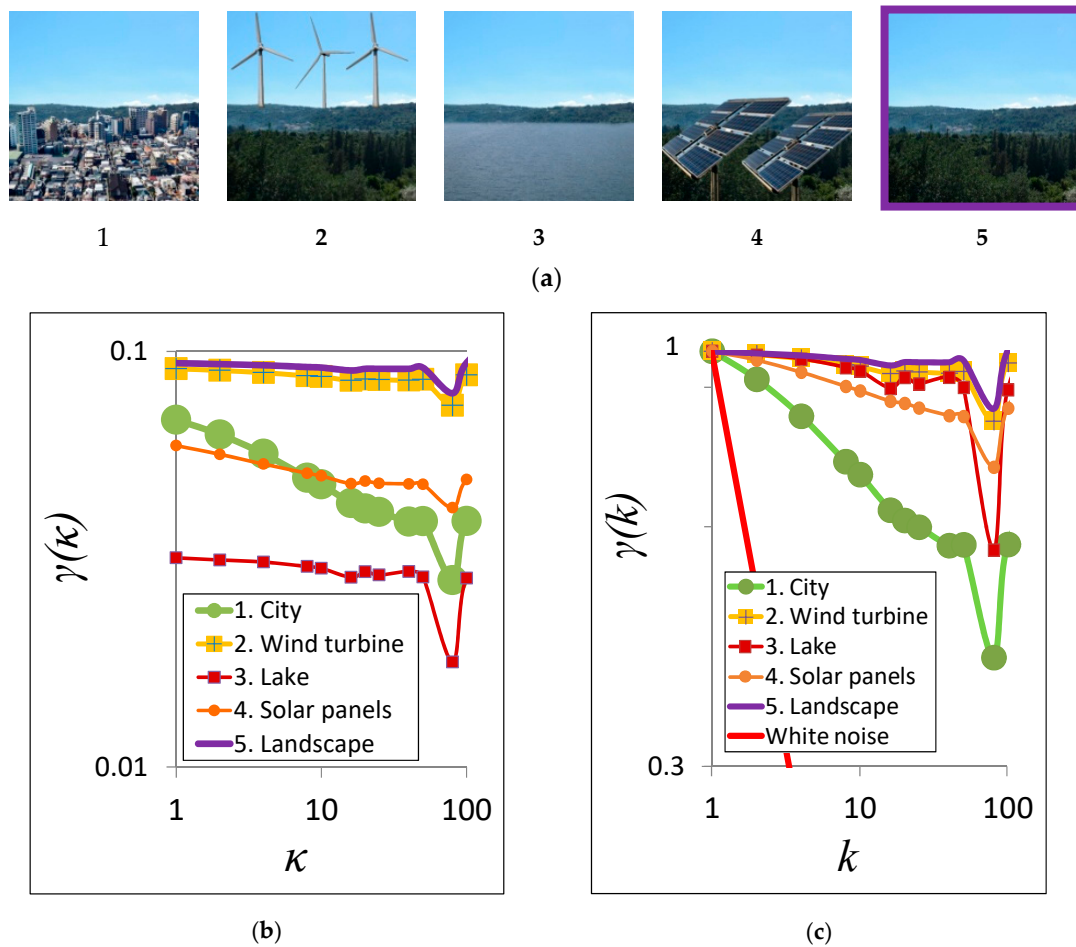 1 2 3 4 5
(a)
0.1
0.01
1 10 100
γ(κ)
κ
1. City
2. Wind turbine
3. Lake
4. Solar panels
5. Landscape
(b)
1
0.3
1 10 100
γ(k)
k
1. City
2. Wind turbine
3. Lake
4. Solar panels
5. Landscape
White noise
(c)